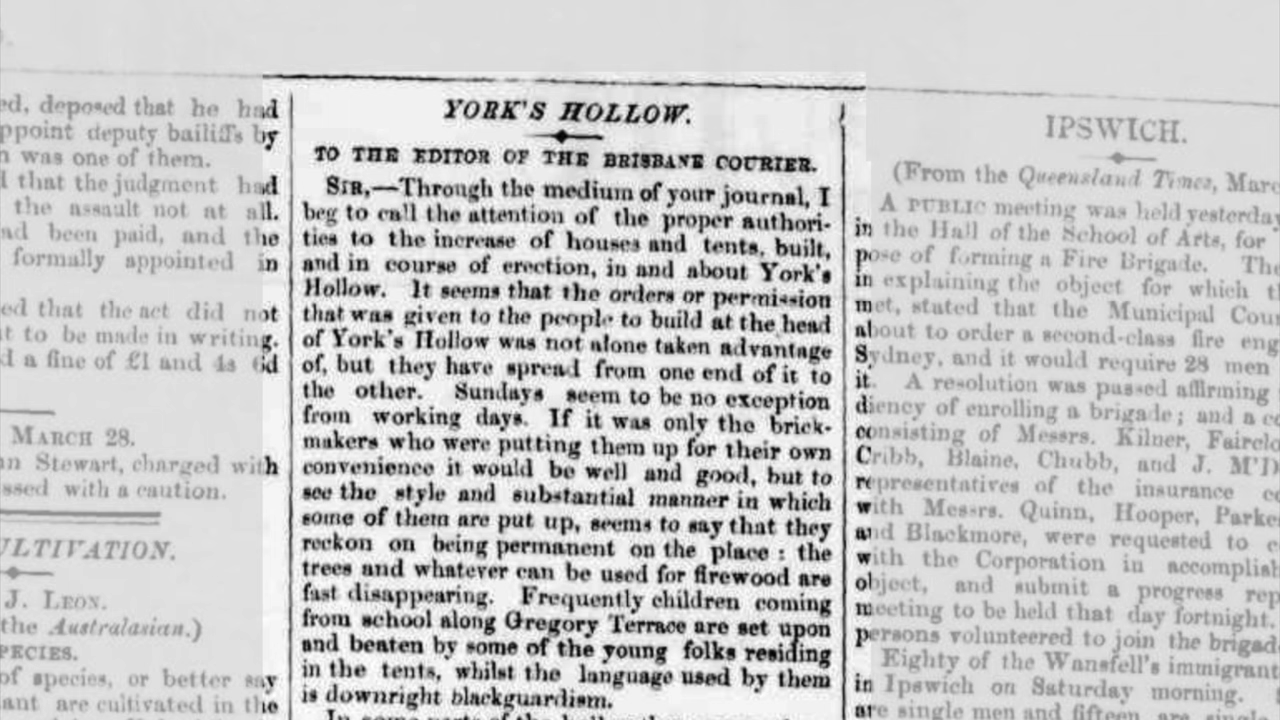 ed, deposed that he had
ppoint deputy bailiffs by
n was one of them.
l that the judgment had
the assault not at all.
ad been paid, and the
formally appointed in
ed that the act did not
t to be made in writing.
d a fine of £1 and 4s 6d
MARCH 28.
n Stewart, charged with
ssed with a caution.
ULTIVATION.
J. LEON.
the Australasian.)
PECIES.
of species, or better say
ant are cultivated in the
YORK'S HOLLOW.
TO THE EDITOR OF THE BRISBANE COURIER.
SIR,—Through the medium of your journal, I
beg to call the attention of the proper authori-
ties to the increase of houses and tents, built,
and in course of erection, in and about York's
Hollow. It seems that the orders or permission
that was given to the people to build at the head
of York's Hollow was not alone taken advantage
of, but they have spread from one end of it to
the other. Sundays seem to be no exception
from working days. If it was only the brick-
makers who were putting them up for their own
convenience it would be well and good, but to
see the style and substantial manner in which
some of them are put up, seems to say that they
reckon on being permanent on the place : the
trees and whatever can be used for firewood are
fast disappearing. Frequently children coming
from school along Gregory Terrace are set upon
and beaten by some of the young folks residing
in the tents, whilst the language used by them
is downright blackguardism.
In some parts of the
IPSWICH.
(From the Queensland Times, Marc
A PUBLIC meeting was held yesterday
in the Hall of the School of Arts, for
pose of forming a Fire Brigade. The
in explaining the object for which th
met, stated that the Municipal Coun
about to order a second-class fire eng
Sydney, and it would require 28 men
it. A resolution was passed affirming
diency of enrolling a brigade; and a co
consisting of Messrs. Kilner, Fairclo
Cribb, Blaine, Chubb, and J. M'D
representatives of the insurance co
with Messrs. Quinn, Hooper, Parke
and Blackmore, were requested to c
with the Corporation in accomplish
object, and submit a progress rep
meeting to be held that day fortnight.
persons volunteered to join the brigad
Eighty of the Wansfell's immigrant
in Ipswich on Saturday morning.
are single men and fifteen are single